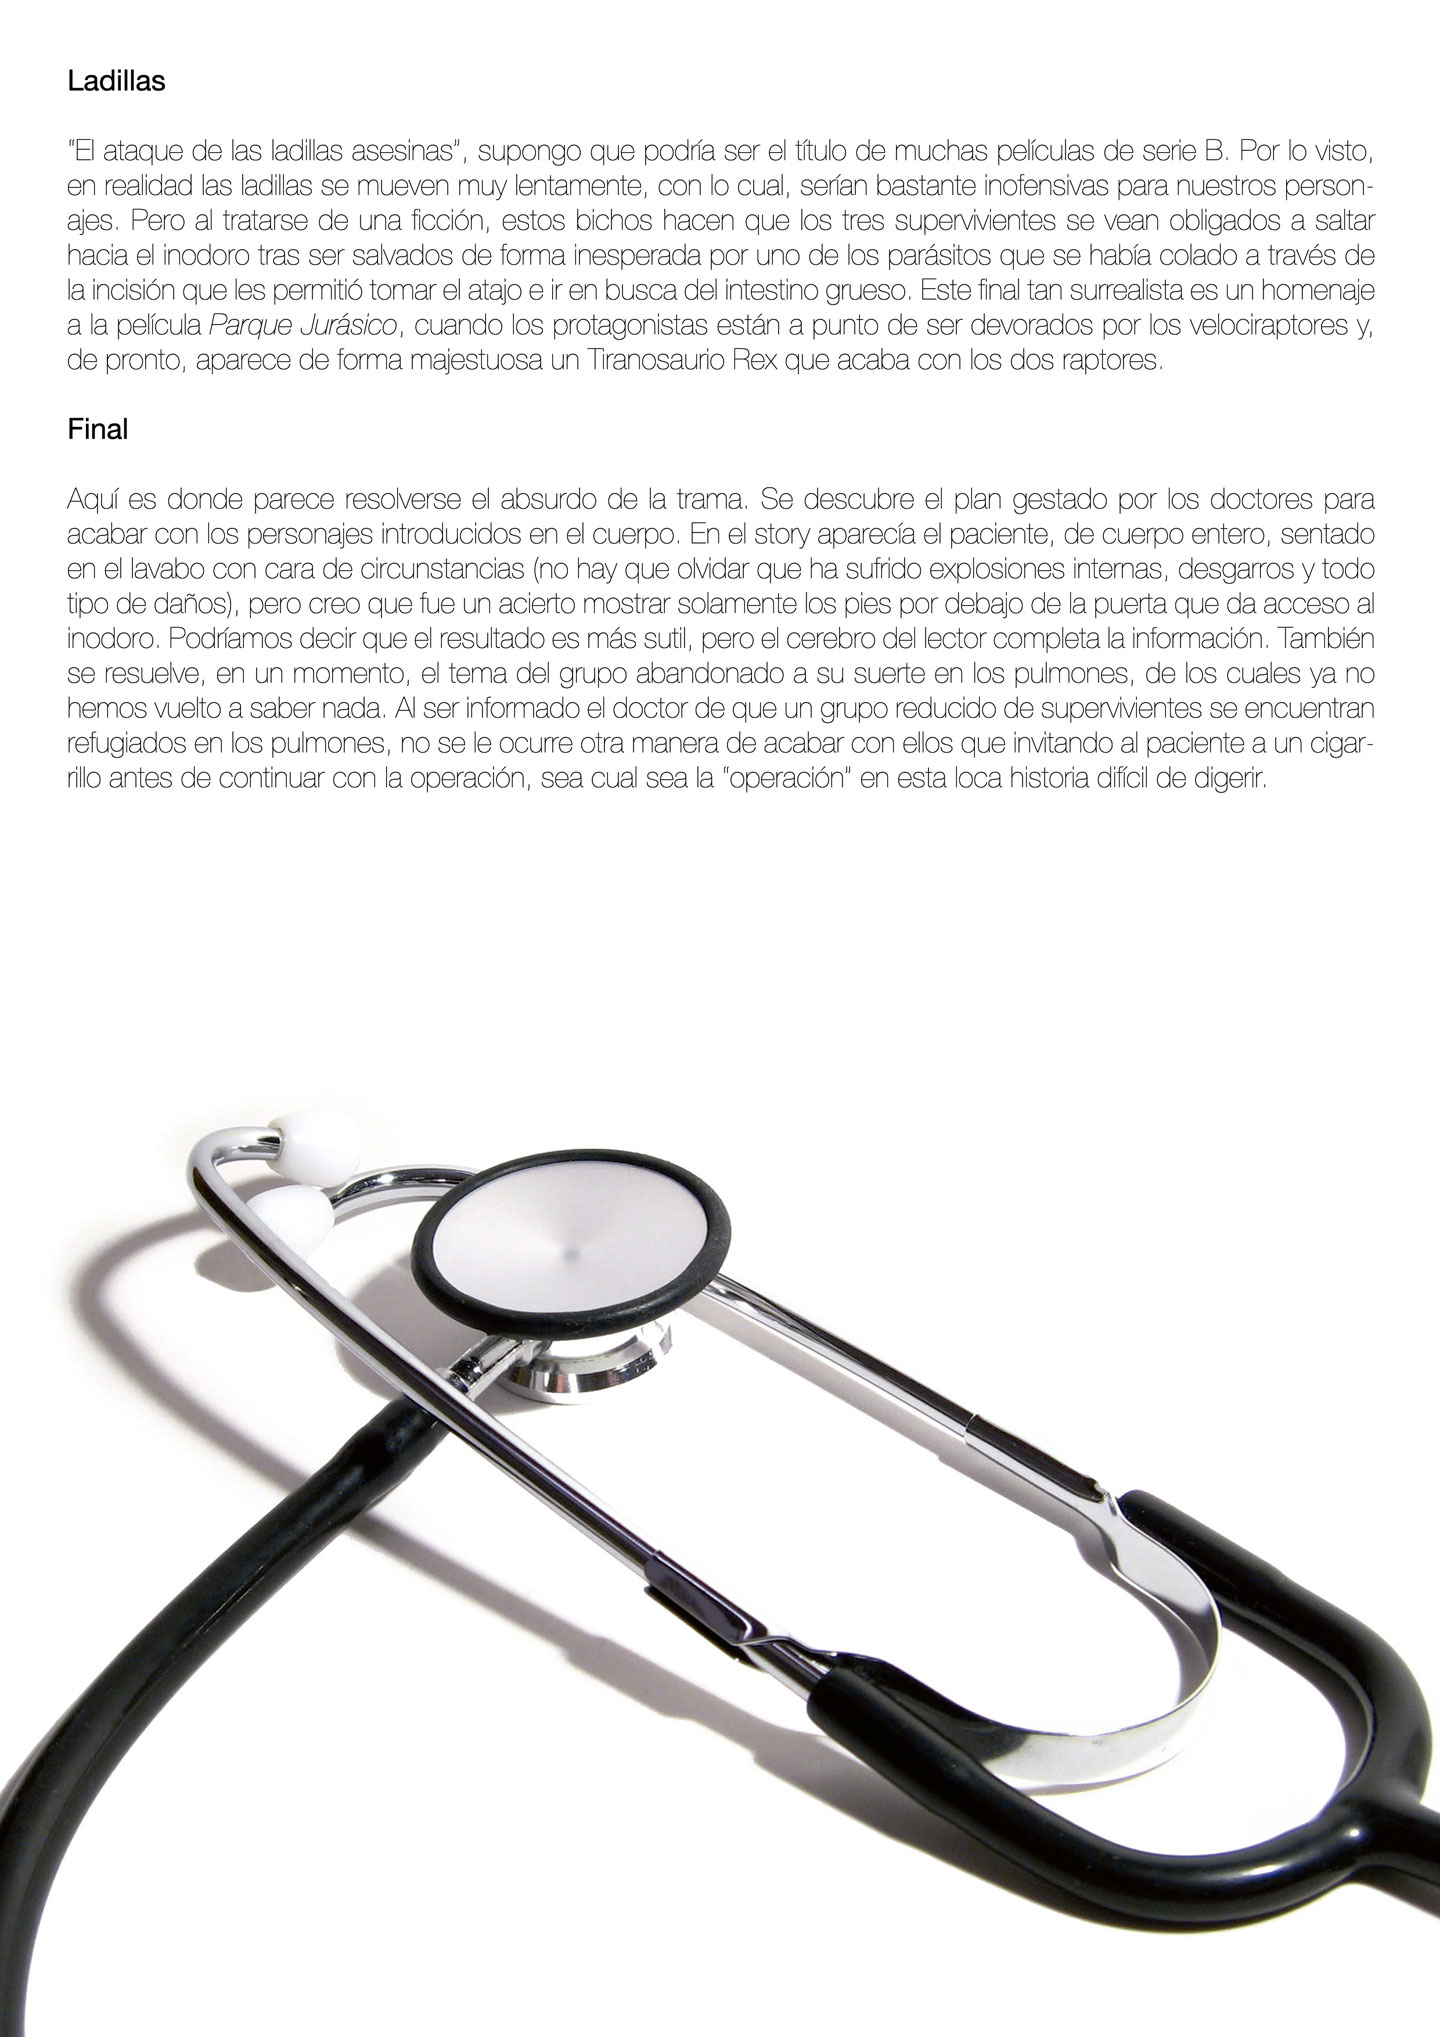 Ladillas
"El ataque de las ladillas asesinas", supongo que podría ser el título de muchas películas de serie B. Por lo visto,
en realidad las ladillas se mueven muy lentamente, con lo cual, serían bastante inofensivas para nuestros person-
ajes. Pero al tratarse de una ficción, estos bichos hacen que los tres supervivientes se vean obligados a saltar
hacia el inodoro tras ser salvados de forma inesperada por uno de los parásitos que se había colado a través de
la incisión que les permitió tomar el atajo e ir en busca del intestino grueso. Este final tan surrealista es un homenaje
a la película Parque Jurásico, cuando los protagonistas están a punto de ser devorados por los velociraptores y,
de pronto, aparece de forma majestuosa un Tiranosaurio Rex que acaba con los dos raptores.
Final
Aquí es donde parece resolverse el absurdo de la trama. Se descubre el plan gestado por los doctores para
acabar con los personajes introducidos en el cuerpo. En el story aparecía el paciente, de cuerpo entero, sentado
en el lavabo con cara de circunstancias (no hay que olvidar que ha sufrido explosiones internas, desgarros y todo
tipo de daños), pero creo que fue un acierto mostrar solamente los pies por debajo de la puerta que da acceso al
inodoro. Podríamos decir que el resultado es más sutil, pero el cerebro del lector completa la información. También
se resuelve, en un momento, el tema del grupo abandonado a su suerte en los pulmones, de los cuales ya no
hemos vuelto a saber nada. Al ser informado el doctor de que un grupo reducido de supervivientes se encuentran
refugiados en los pulmones, no se le ocurre otra manera de acabar con ellos que invitando al paciente a un cigar-
rillo antes de continuar con la operación, sea cual sea la "operación" en esta loca historia difícil de digerir.